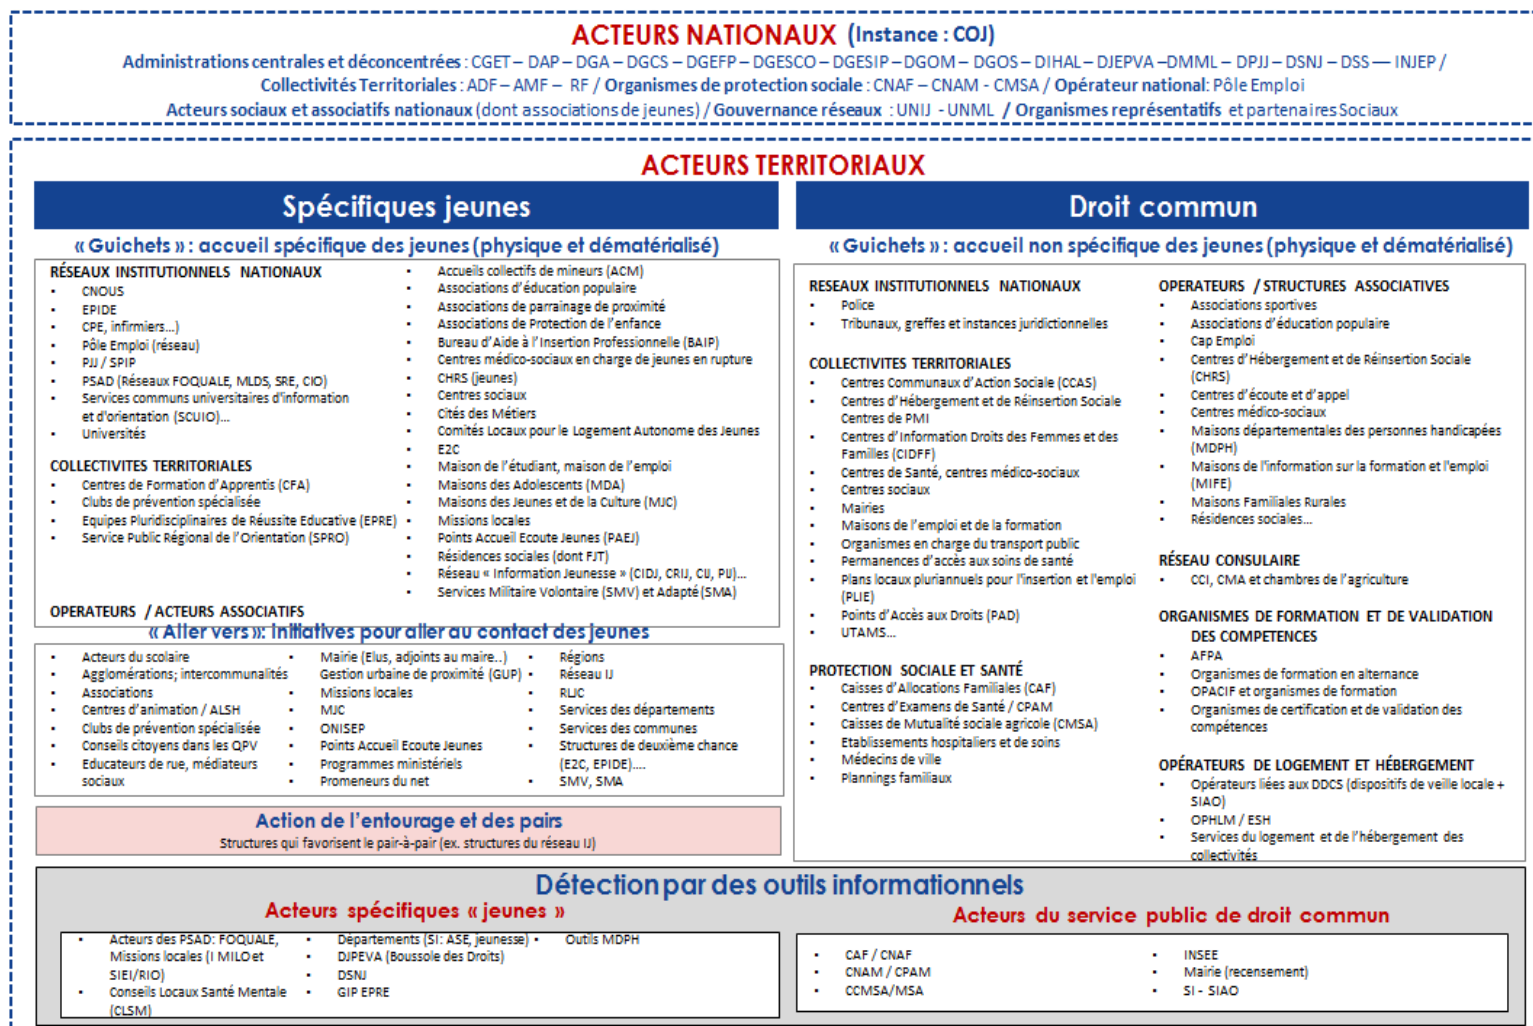 ACTEURS NATIONAUX (Instance : COJ)
Administrations centrales et déconcentrées : CGET – DAP – DGA – DGCS – DGEFP – DGESCO – DGESIP – DGOM – DGOS – DIHAL – DJEPVA –DMML – DPJJ – DSNJ – DSS –– INJEP /
Collectivités Territoriales : ADF – AMF – RF / Organismes de protection sociale : CNAF – CNAM - CMSA / Opérateur national: Pôle Emploi
Acteurs sociaux et associatifs nationaux (dont associations de jeunes) / Gouvernance réseaux : UNIJ - UNML / Organismes représentatifs et partenaires Sociaux
ACTEURS TERRITORIAUX
Spécifiques jeunes
« Guichets » : accueil spécifique des jeunes (physique et dématérialisé)
RÉSEAUX INSTITUTIONNELS NATIONAUX
▪ CNOUS
▪ EPIDE
▪ CPE, infirmiers...)
▪ Pôle Emploi (réseau)
▪ PJJ / SPIP
▪ PSAD (Réseaux FOQUALE, MLDS, SRE, CIO)
▪ Services communs universitaires d'information
et d'orientation (SCUIO)...
▪ Universités
COLLECTIVITES TERRITORIALES
▪ Centres de Formation d'Apprentis (CFA)
▪ Clubs de prévention spécialisée
▪ Equipes Pluridisciplinaires de Réussite Educative (EPRE)
▪ Service Public Régional de l'Orientation (SPRO)
OPERATEURS / ACTEURS ASSOCIATIFS
▪ Accueils collectifs de mineurs (ACM)
▪ Associations d'éducation populaire
▪ Associations de parrainage de proximité
▪ Associations de Protection de l'enfance
▪ Bureau d'Aide à l'Insertion Professionnelle (BAIP)
▪ Centres médico-sociaux en charge de jeunes en rupture
▪ CHRS (jeunes)
▪ Centres sociaux
▪ Cités des Métiers
▪ Comités Locaux pour le Logement Autonome des Jeunes
▪ E2C
▪ Maison de l'étudiant, maison de l'emploi
▪ Maisons des Adolescents (MDA)
▪ Maisons des Jeunes et de la Culture (MJC)
▪ Missions locales
▪ Points Accueil Ecoute Jeunes (PAEJ)
▪ Résidences sociales (dont FJT)
▪ Réseau « Information Jeunesse » (CIDJ, CRIJ, CIJ, PIJ)...
▪ Services Militaire Volontaire (SMV) et Adapté (SMA)
« Aller vers »: Initiatives pour aller au contact des jeunes
▪ Acteurs du scolaire
▪ Agglomérations; intercommunalités
▪ Associations
▪ Centres d'animation / ALSH
▪ Clubs de prévention spécialisée
▪ Conseils citoyens dans les QPV
▪ Educateurs de rue, médiateurs
sociaux
▪ Mairie (Elus, adjoints au maire..)
Gestion urbaine de proximité (GUP)
▪ Missions locales
▪ MJC
▪ ONISEP
▪ Points Accueil Ecoute Jeunes
▪ Programmes ministériels
▪ Promeneurs du net
▪ Régions
▪ Réseau IJ
▪ RIJC
▪ Services des départements
▪ Services des communes
▪ Structures de deuxième chance
(E2C, EPIDE)....
▪ SMV, SMA
Action de l'entourage et des pairs
Structures qui favorisent le pair-à-pair (ex. structures du réseau IJ)
Droit commun
« Guichets » : accueil non spécifique des jeunes (physique et dématérialisé)
RESEAUX INSTITUTIONNELS NATIONAUX
▪ Police
▪ Tribunaux, greffes et instances juridictionnelles
COLLECTIVITES TERRITORIALES
▪ Centres Communaux d'Action Sociale (CCAS)
▪ Centres d'Hébergement et de Réinsertion Sociale
Centres de PMI
▪ Centres d'Information Droits des Femmes et des
Familles (CIDFF)
▪ Centres de Santé, centres médico-sociaux
▪ Centres sociaux
▪ Mairies
▪ Maisons de l'emploi et de la formation
▪ Organismes en charge du transport public
▪ Permanences d'accès aux soins de santé
▪ Plans locaux pluriannuels pour l'insertion et l'emploi
(PLIE)
▪ Points d'Accès aux Droits (PAD)
▪ UTAMS...
PROTECTION SOCIALE ET SANTÉ
▪ Caisses d'Allocations Familiales (CAF)
▪ Centres d'Examens de Santé / CPAM
▪ Caisses de Mutualité sociale agricole (CMSA)
▪ Etablissements hospitaliers et de soins
▪ Médecins de ville
▪ Plannings familiaux
OPERATEURS / STRUCTURES ASSOCIATIVES
▪ Associations sportives
▪ Associations d'éducation populaire
▪ Cap Emploi
▪ Centres d'Hébergement et de Réinsertion Sociale
(CHRS)
▪ Centres d'écoute et d'appel
▪ Centres médico-sociaux
▪ Maisons départementales des personnes handicapées
(MDPH)
▪ Maisons de l'information sur la formation et l'emploi
(MIFE)
▪ Maisons Familiales Rurales
▪ Résidences sociales...
RÉSEAU CONSULAIRE
▪ CCI, CMA et chambres de l'agriculture
ORGANISMES DE FORMATION ET DE VALIDATION
DES COMPETENCES
▪ AFPA
▪ Organismes de formation en alternance
▪ OPACIF et organismes de formation
▪ Organismes de certification et de validation des
compétences
OPÉRATEURS DE LOGEMENT ET HÉBERGEMENT
▪ Opérateurs liées aux DDCS (dispositifs de veille locale +
SIAO)
▪ OPHLM / ESH
▪ Services du logement et de l'hébergement des
collectivités
Détection par des outils informationnels
Acteurs spécifiques « jeunes »
▪ Acteurs des PSAD: FOQUALE,
Missions locales (I MILO et
SIEI/RIO)
▪ Conseils Locaux Santé Mentale
(CLSM)
▪ Départements (SI: ASE, jeunesse)
▪ DJPEVA (Boussole des Droits)
▪ DSNJ
▪ GIP EPRE
▪ Outils MDPH
Acteurs du service public de droit commun
▪ CAF / CNAF
▪ CNAM / CPAM
▪ CCMSA/MSA
▪ INSEE
▪ Mairie (recensement)
▪ SI - SIAO